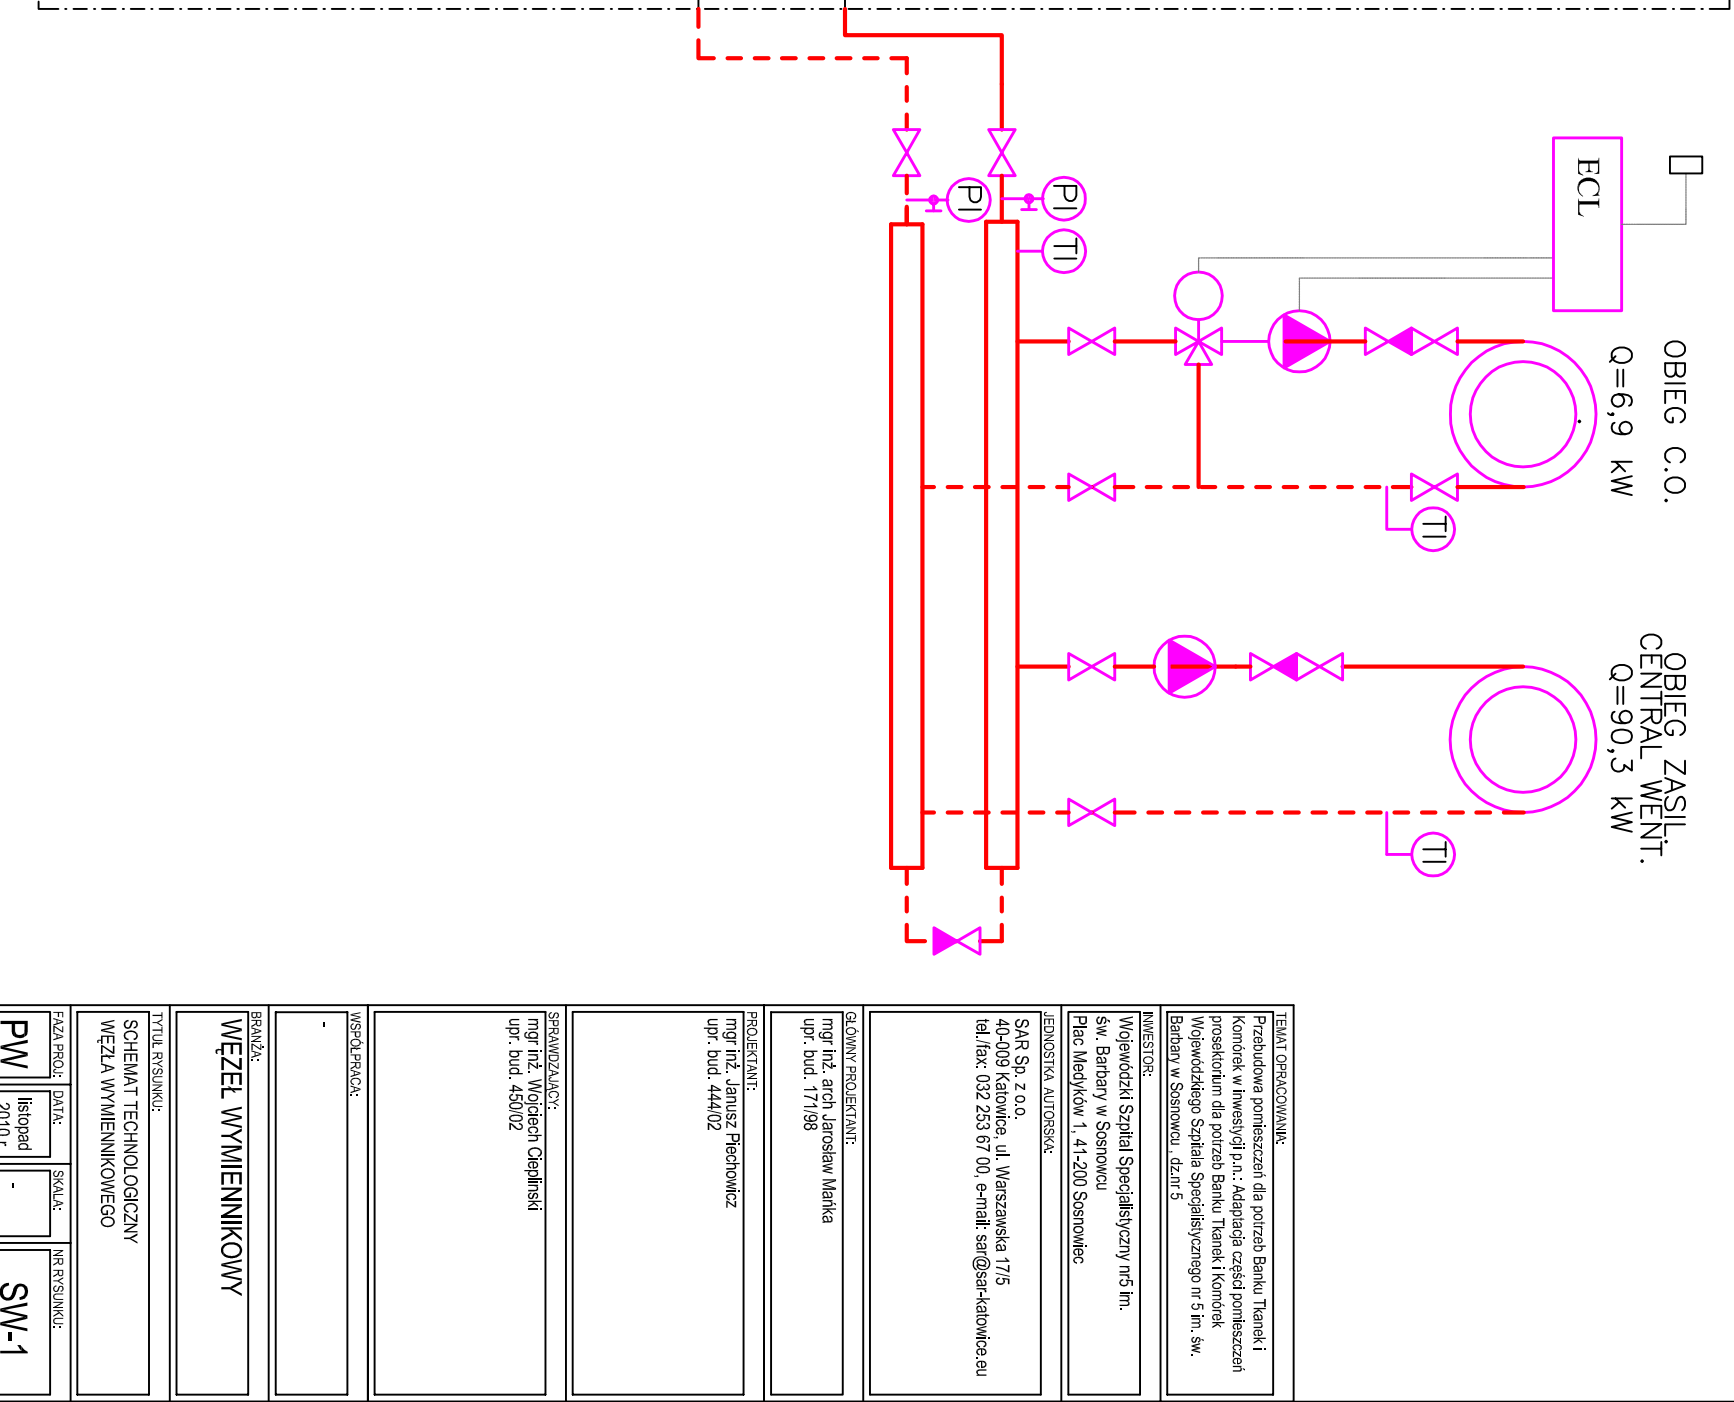 ECL
OBIEG C.O.
Q=6,9 kW
OBIEG ZASIL.
CENTRAL WENT.
Q=90,3 kW
PI
PI
TI
TI
TI
TEMAT OPRACOWANIA:
Przebudowa pomieszczeń dla potrzeb Banku Tkanek i
Komórek w inwestycji p.n.: Adaptacja części pomieszczeń
prosektorium dla potrzeb Banku Tkanek i Komórek
Wojewódzkiego Szpitala Specjalistycznego nr 5 im. św.
Barbary w Sosnowcu , dz.nr 5
INWESTOR:
Wojewódzki Szpital Specjalistyczny nr5 im.
św. Barbary w Sosnowcu
Plac Medyków 1, 41-200 Sosnowiec
JEDNOSTKA AUTORSKA:
SAR Sp. z o.o.
40-009 Katowice, ul. Warszawska 17/5
tel./fax: 032 253 67 00, e-mail: sar@sar-katowice.eu
GŁÓWNY PROJEKTANT:
mgr inż. arch Jarosław Mańka
upr. bud. 171/98
PROJEKTANT:
mgr inż. Janusz Piechowicz
upr. bud. 444/02
SPRAWDZAJĄCY:
mgr inż. Wojciech Ciepliński
upr. bud. 450/02
WSPÓŁPRACA:
-
BRANŻA:
WĘZEŁ WYMIENNIKOWY
TYTUŁ RYSUNKU:
SCHEMAT TECHNOLOGICZNY
WĘZŁA WYMIENNIKOWEGO
FAZA PROJ.:
PW
DATA:
listopad
2010 r.
SKALA:
-
NR RYSUNKU:
SW-1